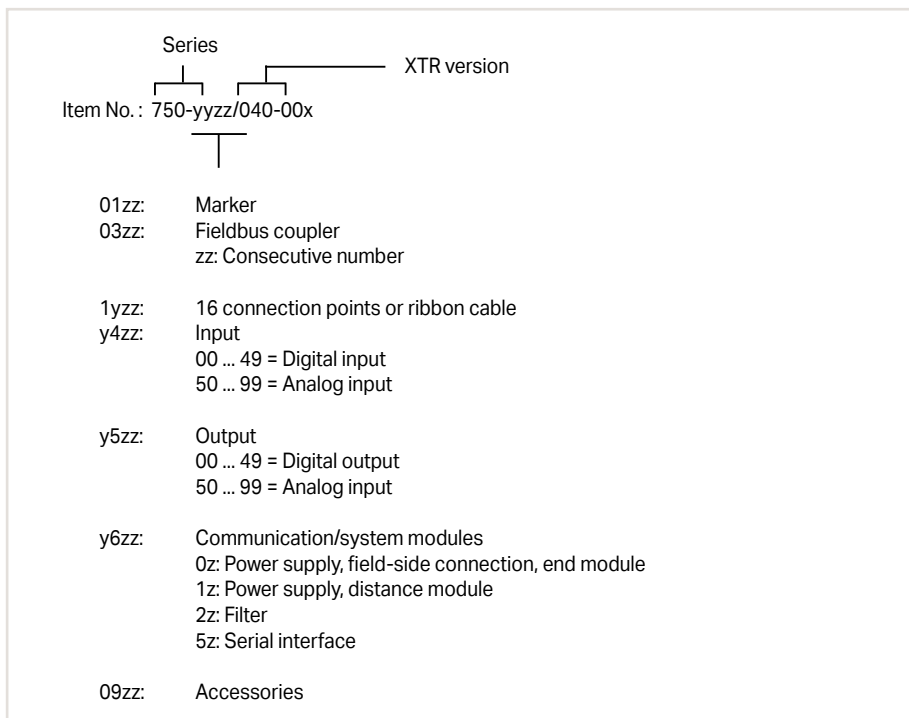 Series
XTR version
Item No.: 750-yyzz/040-00x
01zz: Marker
03zz: Fieldbus coupler
zz: Consecutive number
1yzz: 16 connection points or ribbon cable
y4zz: Input
00 ... 49 = Digital input
50 ... 99 = Analog input
y5zz: Output
00 ... 49 = Digital output
50 ... 99 = Analog input
y6zz: Communication/system modules
0z: Power supply, field-side connection, end module
1z: Power supply, distance module
2z: Filter
5z: Serial interface
09zz: Accessories